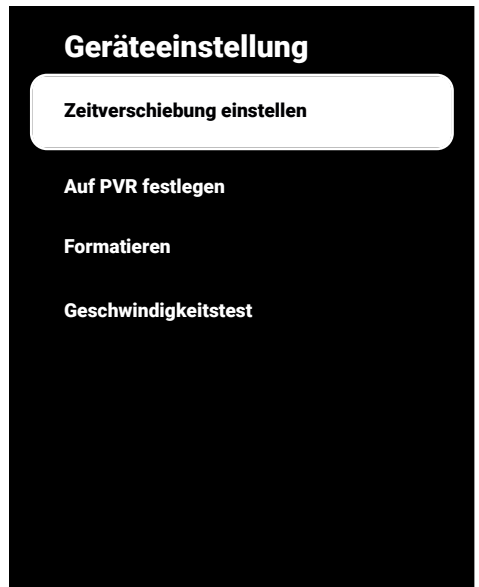 Geräteeinstellung
Zeitverschiebung einstellen
Auf PVR festlegen
Formatieren
Geschwindigkeitstest